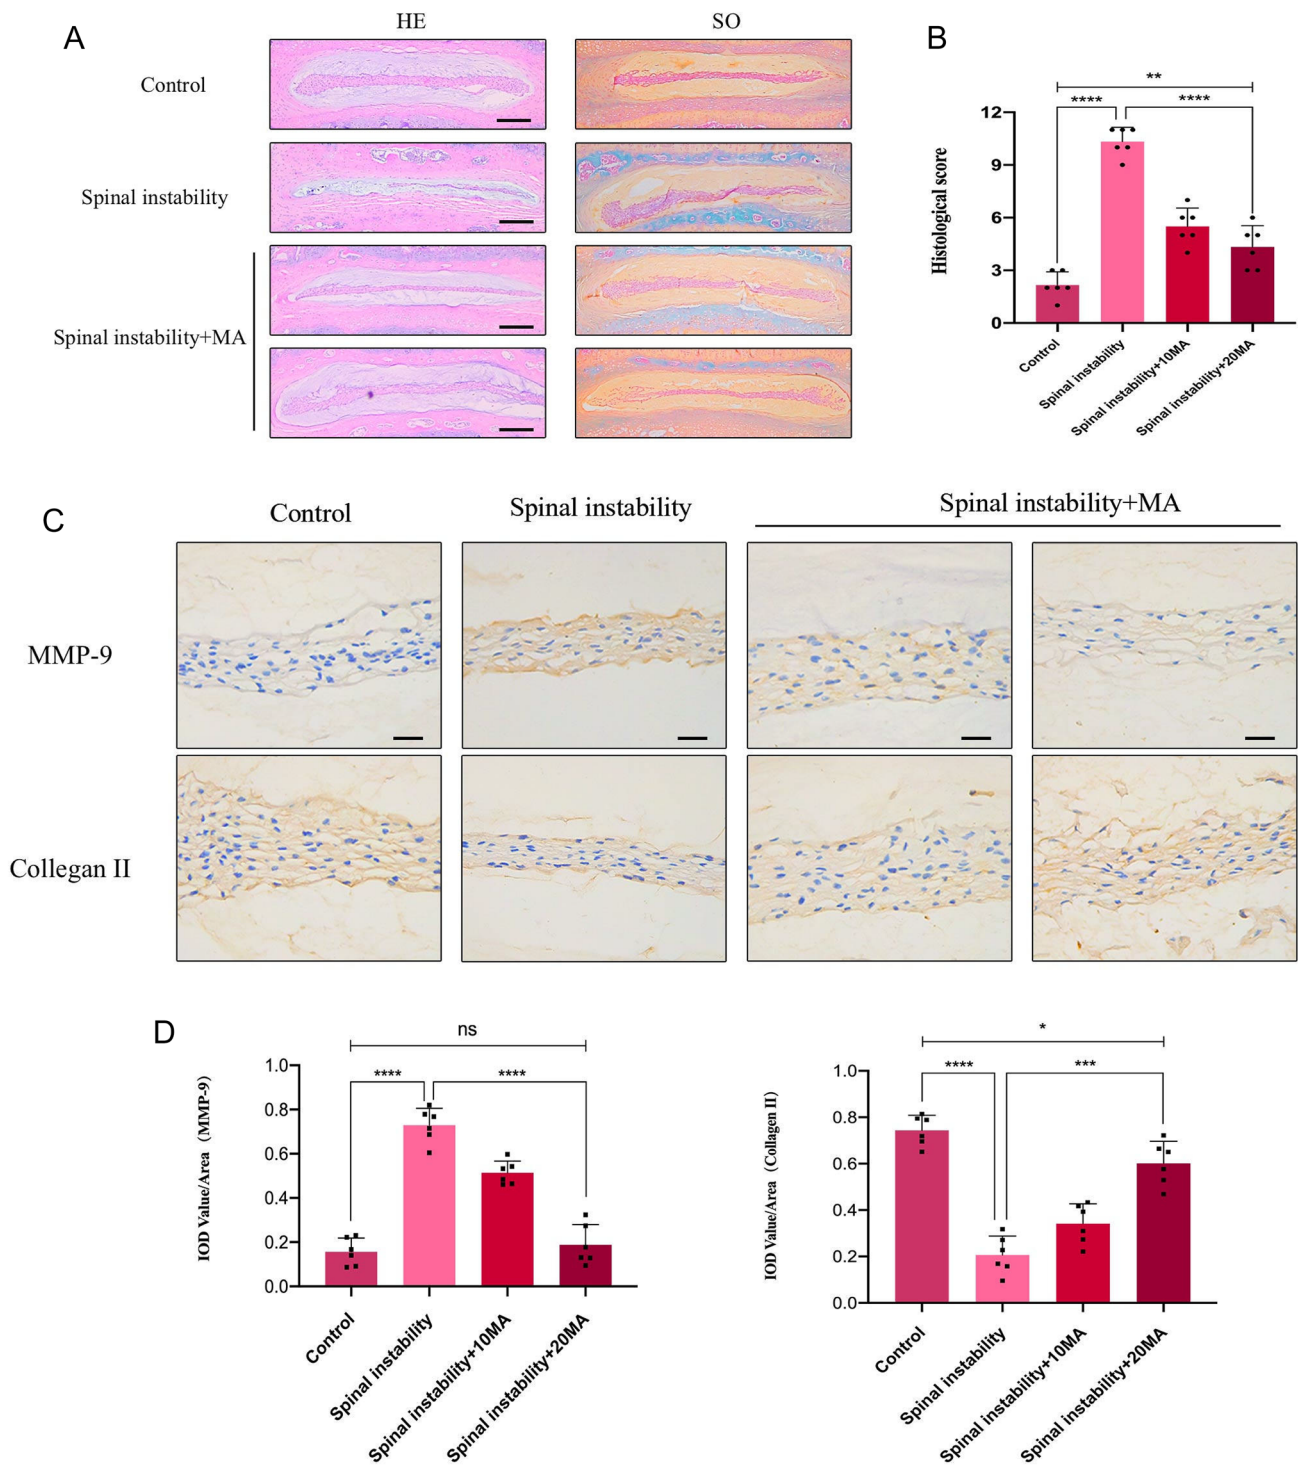 A
HE
SO
Control
Spinal instability
Spinal instability+MA
B
**
****
****
12
9
6
3
0
Histological score
Control
Spinal instability
Spinal instability+10MA
Spinal instability+20MA
C
Control
Spinal instability
Spinal instability+MA
MMP-9
Collegan II
D
ns
****
****
1.0
0.8
0.6
0.4
0.2
0.0
IOD Value/Area（MMP-9）
Control
Spinal instability
Spinal instability+10MA
Spinal instability+20MA
*
****
***
1.0
0.8
0.6
0.4
0.2
0.0
IOD Value/Area（Collagen II）
Control
Spinal instability
Spinal instability+10MA
Spinal instability+20MA